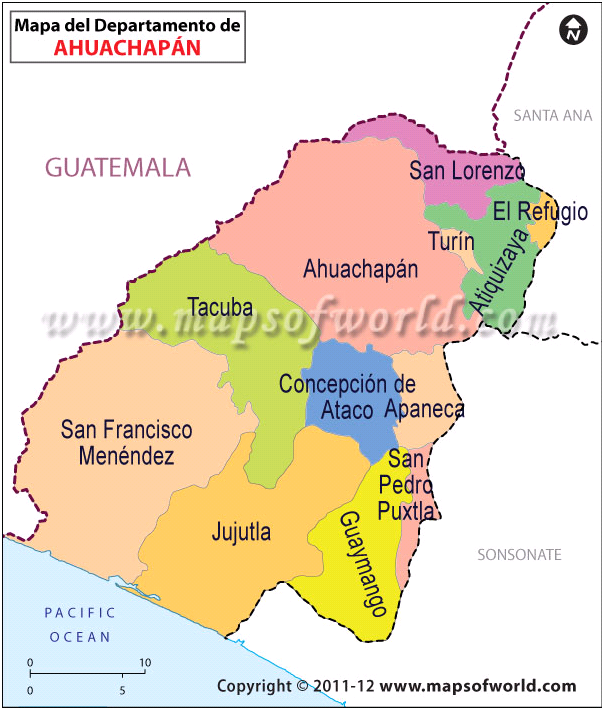 Mapa del Departamento de
AHUACHAPÁN
N
SANTA ANA
GUATEMALA
San Lorenzo
El Refugio
Turín
Atiquizaya
Ahuachapán
Tacuba
www.mapsofworld.com
Concepción de
Ataco
Apaneca
San Francisco
Menéndez
San
Pedro
Puxtla
Jujutla
Guaymango
SONSONATE
PACIFIC
OCEAN
0 10
0 5
Copyright © 2011-12 www.mapsofworld.com